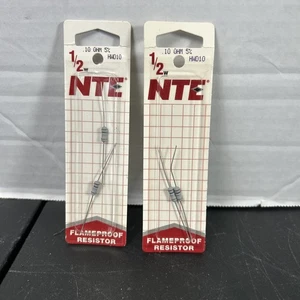 .10 OHM 5%
HWD10
1/2W
NTE
FLAMEPROOF
RESISTOR
.10 OHM 5%
HWD10
1/2W
NTE
FLAMEPROOF
RESISTOR